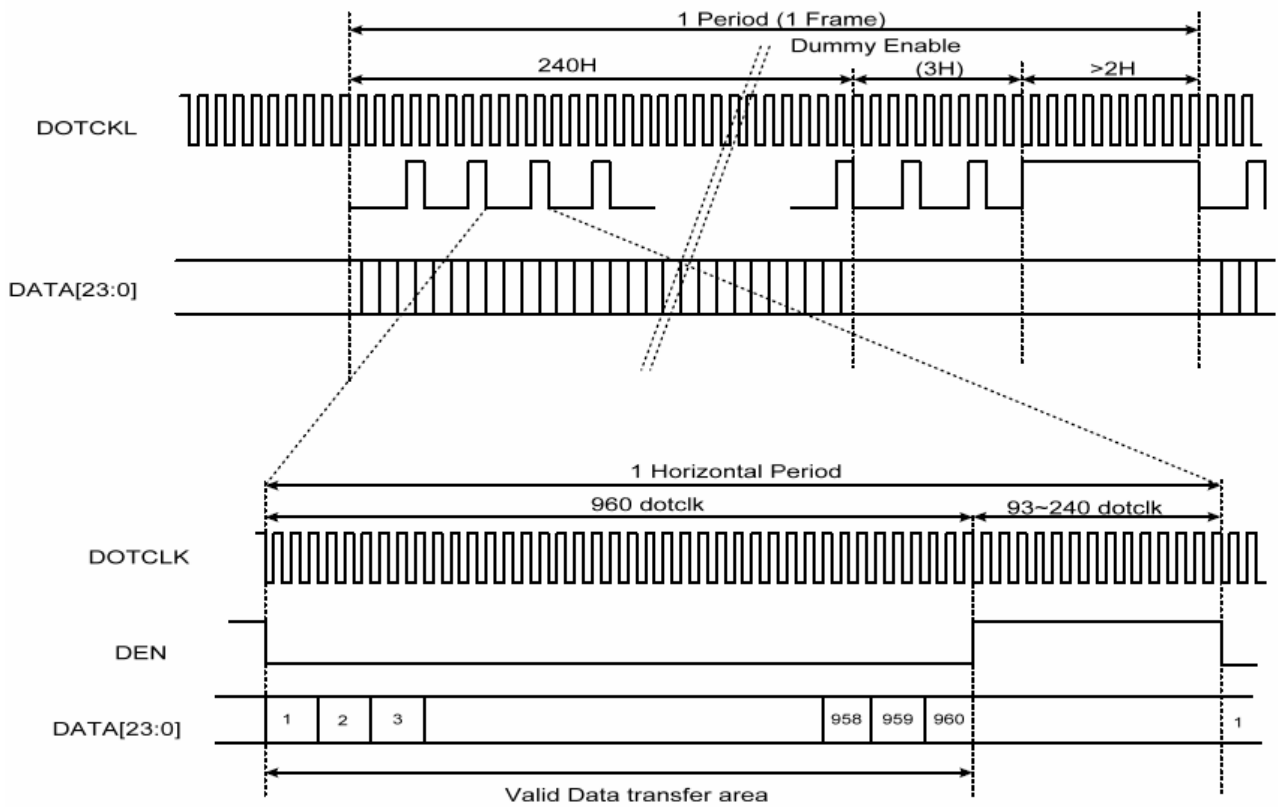 1 Period (1 Frame)
Dummy Enable
240H
(3H)
>2H
DOTCKL
DATA[23:0]
1 Horizontal Period
960 dotclk
93~240 dotclk
DOTCLK
DEN
DATA[23:0]
1
2
3
958
959
960
1
Valid Data transfer area